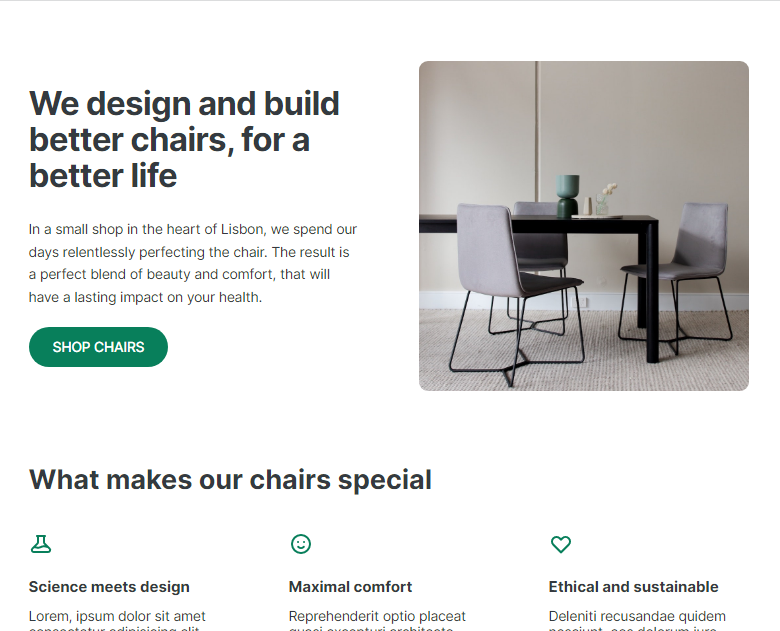 We design and build
better chairs, for a
better life
In a small shop in the heart of Lisbon, we spend our
days relentlessly perfecting the chair. The result is
a perfect blend of beauty and comfort, that will
have a lasting impact on your health.
SHOP CHAIRS
What makes our chairs special
Science meets design
Maximal comfort
Ethical and sustainable
Lorem, ipsum dolor sit amet
Reprehenderit optio placeat
Deleniti recusandae quidem